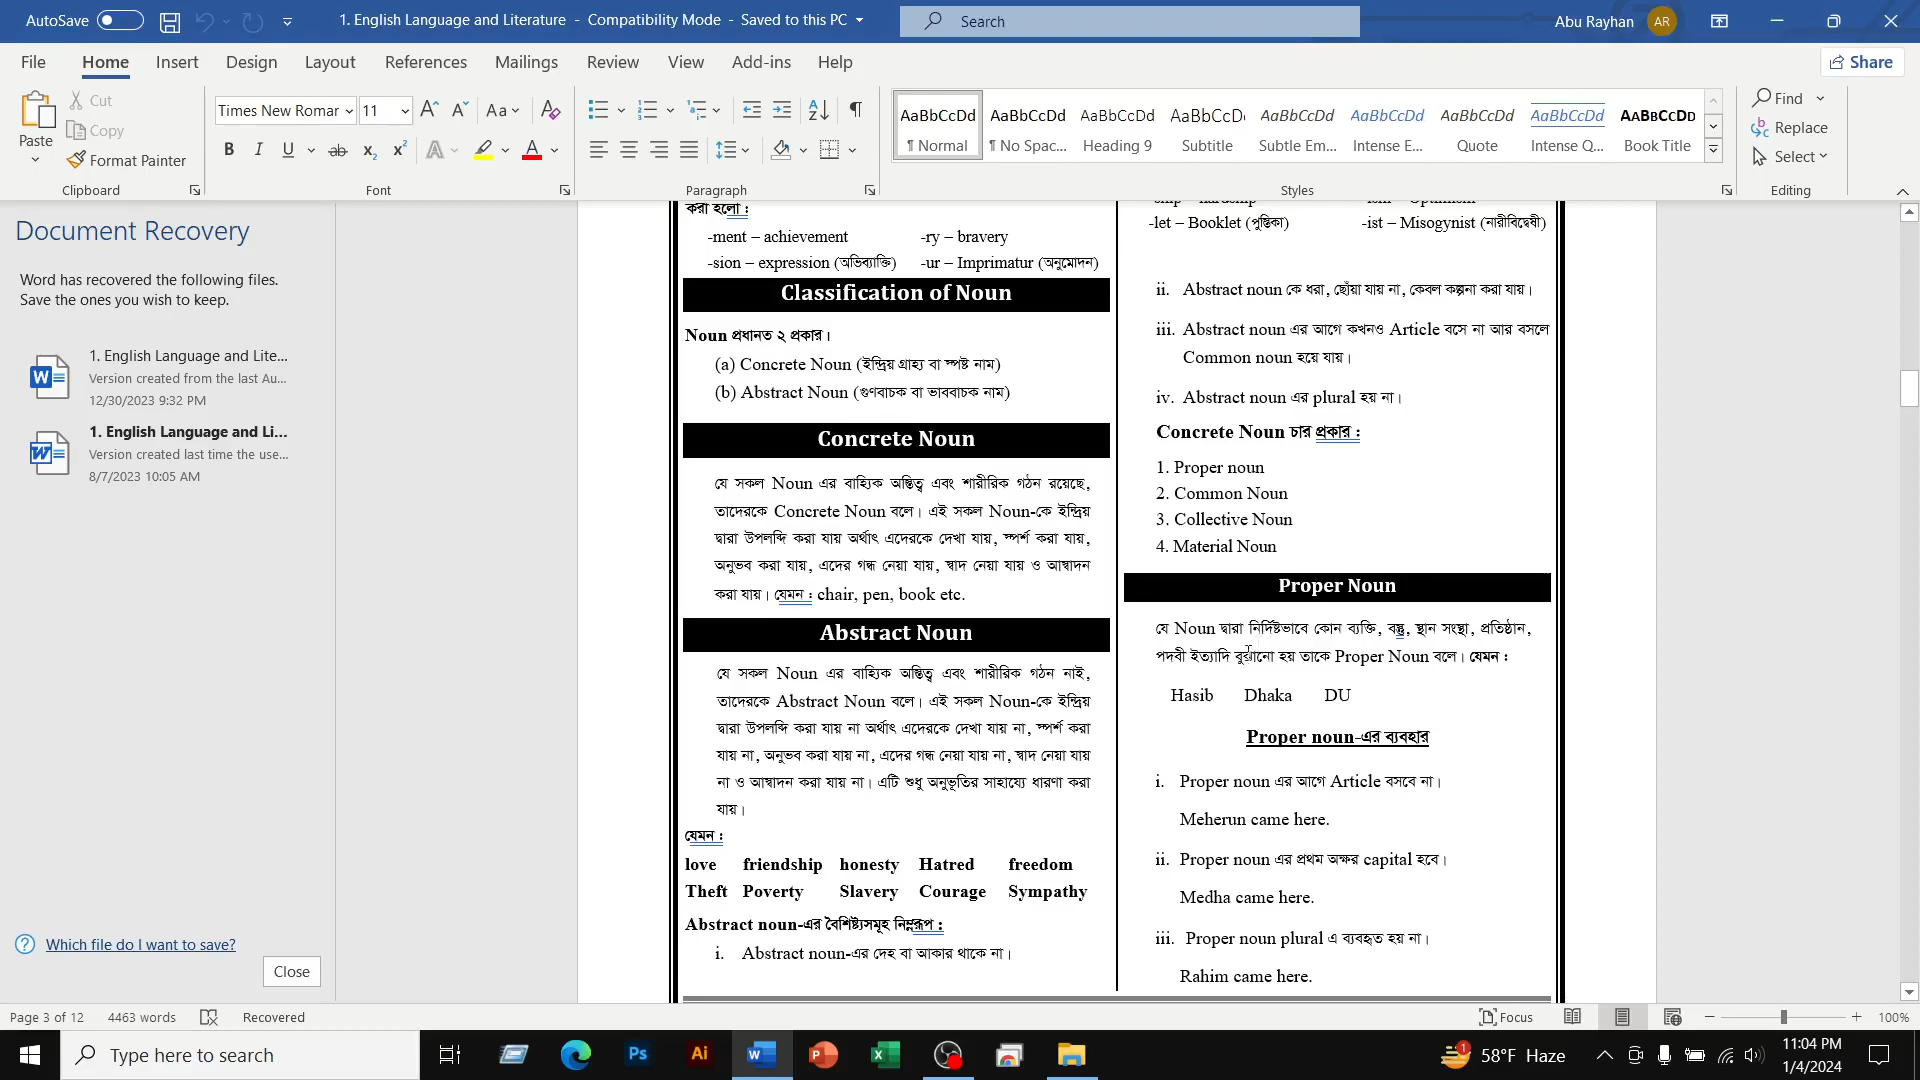 AutoSave
1. English Language and Literature - Compatibility Mode - Saved to this PC
Search
Abu Rayhan
AR
File
Home
Insert
Design
Layout
References
Mailings
Review
View
Add-ins
Help
Share
Paste
Cut
Copy
Format Painter
Clipboard
Times New Romar
11
Font
Paragraph
AaBbCcDd AaBbCcDd AaBbCcDd AaBbCcD AaBbCcDd AaBbCcDd AaBbCcDd AaBbCcDd AaBbCcDd
¶ Normal
¶ No Spac...
Heading 9
Subtitle
Subtle Em...
Intense E...
Quote
Intense Q...
Book Title
Styles
Find
Replace
Select
Editing
Document Recovery
Word has recovered the following files.
Save the ones you wish to keep.
1. English Language and Lite...
Version created from the last Au...
12/30/2023 9:32 PM
1. English Language and Li...
Version created last time the use...
8/7/2023 10:05 AM
Which file do I want to save?
Close
করা হলো :
-ment – achievement -ry – bravery
-sion – expression (অভিব্যাক্তি) -ur – Imprimatur (অনুমোদন)
Classification of Noun
Noun প্রধানত ২ প্রকার।
(a) Concrete Noun (ইন্দ্রিয় গ্রাহ্য বা স্পষ্ট নাম)
(b) Abstract Noun (গুণবাচক বা ভাববাচক নাম)
Concrete Noun
যে সকল Noun এর বাহ্যিক অস্তিত্ব এবং শারীরিক গঠন রয়েছে,
তাদেরকে Concrete Noun বলে। এই সকল Noun-কে ইন্দ্রিয়
দ্বারা উপলব্দি করা যায় অর্থাৎ এদেরকে দেখা যায়, স্পর্শ করা যায়,
অনুভব করা যায়, এদের গন্ধ নেয়া যায়, স্বাদ নেয়া যায় ও আস্বাদন
করা যায়। যেমন : chair, pen, book etc.
Abstract Noun
যে সকল Noun এর বাহ্যিক অস্তিত্ব এবং শারীরিক গঠন নাই,
তাদেরকে Abstract Noun বলে। এই সকল Noun-কে ইন্দ্রিয়
দ্বারা উপলব্দি করা যায় না অর্থাৎ এদেরকে দেখা যায় না, স্পর্শ করা
যায় না, অনুভব করা যায় না, এদের গন্ধ নেয়া যায় না, স্বাদ নেয়া যায়
না ও আস্বাদন করা যায় না। এটি শুধু অনুভূতির সাহায্যে ধারণা করা
যায়।
যেমন :
love friendship honesty Hatred freedom
Theft Poverty Slavery Courage Sympathy
Abstract noun-এর বৈশিষ্ট্যসমূহ নিম্নরূপ :
i. Abstract noun-এর দেহ বা আকার থাকে না।
-ship – hardship -ism – Optimism
-let – Booklet (পুস্তিকা) -ist – Misogynist (নারীবিদ্বেষী)
ii. Abstract noun কে ধরা, ছোঁয়া যায় না, কেবল কল্পনা করা যায়।
iii. Abstract noun এর আগে কখনও Article বসে না আর বসলে
Common noun হয়ে যায়।
iv. Abstract noun এর plural হয় না।
Concrete Noun চার প্রকার :
1. Proper noun
2. Common Noun
3. Collective Noun
4. Material Noun
Proper Noun
যে Noun দ্বারা নির্দিষ্টভাবে কোন ব্যক্তি, বস্তু, স্থান সংস্থা, প্রতিষ্ঠান,
পদবী ইত্যাদি বুঝানো হয় তাকে Proper Noun বলে। যেমন :
Hasib Dhaka DU
Proper noun-এর ব্যবহার
i. Proper noun এর আগে Article বসবে না।
Meherun came here.
ii. Proper noun এর প্রথম অক্ষর capital হবে।
Medha came here.
iii. Proper noun plural এ ব্যবহৃত হয় না।
Rahim came here.
Page 3 of 12
4463 words
Recovered
Focus
100%
Type here to search
58°F Haze
11:04 PM
1/4/2024